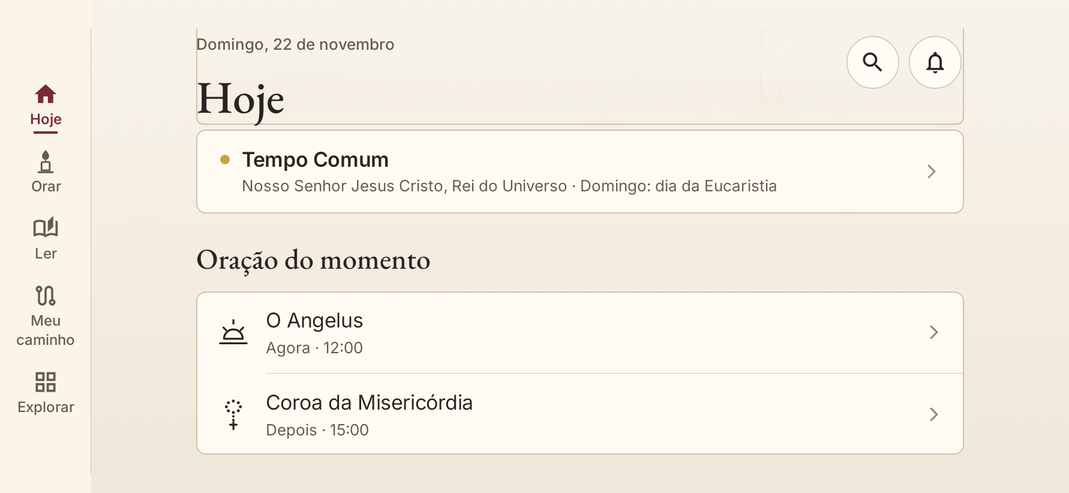 Domingo, 22 de novembro
Hoje
Hoje
Orar
Ler
Meu
caminho
Explorar
Tempo Comum
Nosso Senhor Jesus Cristo, Rei do Universo · Domingo: dia da Eucaristia
Oração do momento
O Angelus
Agora · 12:00
Coroa da Misericórdia
Depois · 15:00